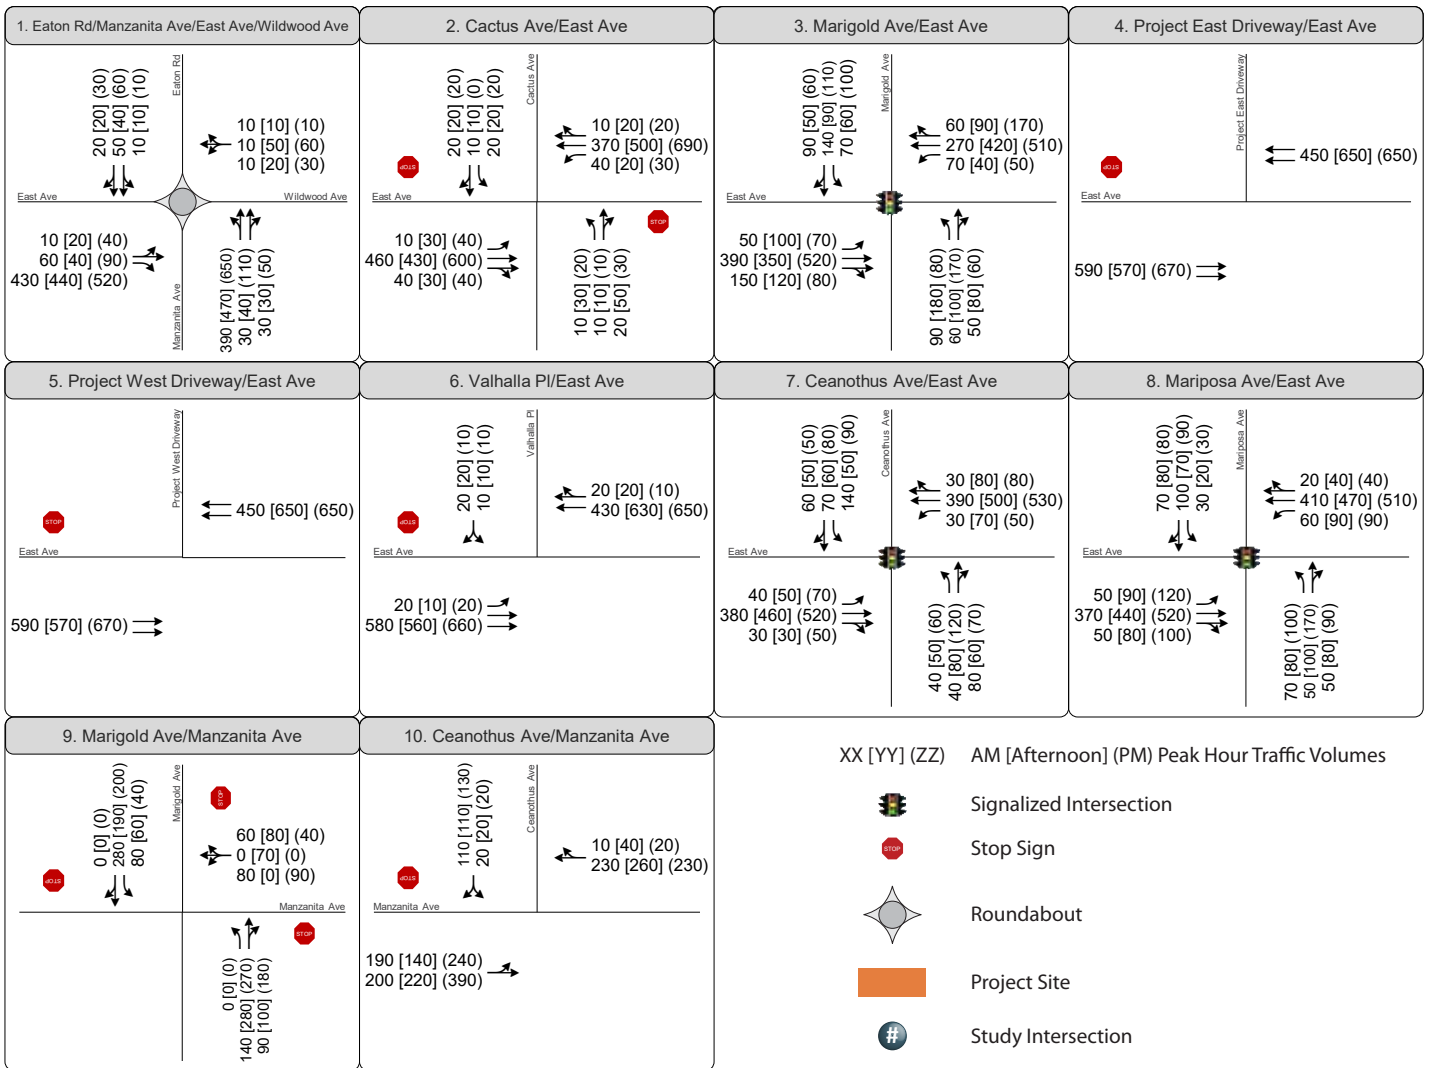 1. Eaton Rd/Manzanita Ave/East Ave/Wildwood Ave
20 [20] (30)
50 [40] (60)
10 [10] (10)
Eaton Rd
10 [10] (10)
10 [50] (60)
10 [20] (30)
East Ave
Wildwood Ave
10 [20] (40)
60 [40] (90)
430 [440] (520)
Manzanita Ave
390 [470] (650)
30 [40] (110)
30 [30] (50)
2. Cactus Ave/East Ave
20 [20] (20)
10 [10] (0)
20 [20] (20)
Cactus Ave
10 [20] (20)
370 [500] (690)
40 [20] (30)
STOP
East Ave
STOP
10 [30] (40)
460 [430] (600)
40 [30] (40)
10 [30] (20)
10 [10] (10)
20 [50] (30)
3. Marigold Ave/East Ave
90 [50] (60)
140 [90] (110)
70 [60] (100)
Marigold Ave
60 [90] (170)
270 [420] (510)
70 [40] (50)
East Ave
50 [100] (70)
390 [350] (520)
150 [120] (80)
90 [180] (80)
60 [100] (170)
50 [80] (60)
4. Project East Driveway/East Ave
Project East Driveway
450 [650] (650)
STOP
East Ave
590 [570] (670)
5. Project West Driveway/East Ave
Project West Driveway
450 [650] (650)
STOP
East Ave
590 [570] (670)
6. Valhalla Pl/East Ave
20 [20] (10)
10 [10] (10)
Valhalla Pl
20 [20] (10)
430 [630] (650)
STOP
East Ave
20 [10] (20)
580 [560] (660)
7. Ceanothus Ave/East Ave
60 [50] (50)
70 [60] (80)
140 [50] (90)
Ceanothus Ave
30 [80] (80)
390 [500] (530)
30 [70] (50)
East Ave
40 [50] (70)
380 [460] (520)
30 [30] (50)
40 [50] (60)
40 [80] (120)
80 [60] (70)
8. Mariposa Ave/East Ave
70 [80] (80)
100 [70] (90)
30 [20] (30)
Mariposa Ave
20 [40] (40)
410 [470] (510)
60 [90] (90)
East Ave
50 [90] (120)
370 [440] (520)
50 [80] (100)
70 [80] (100)
50 [100] (170)
50 [80] (90)
9. Marigold Ave/Manzanita Ave
0 [0] (0)
280 [190] (200)
80 [60] (40)
Marigold Ave
STOP
60 [80] (40)
0 [70] (0)
80 [0] (90)
STOP
Manzanita Ave
STOP
0 [0] (0)
140 [280] (270)
90 [100] (180)
10. Ceanothus Ave/Manzanita Ave
110 [110] (130)
20 [20] (20)
Ceanothus Ave
10 [40] (20)
230 [260] (230)
STOP
Manzanita Ave
190 [140] (240)
200 [220] (390)
XX [YY] (ZZ) AM [Afternoon] (PM) Peak Hour Traffic Volumes
Signalized Intersection
STOP Stop Sign
Roundabout
Project Site
# Study Intersection